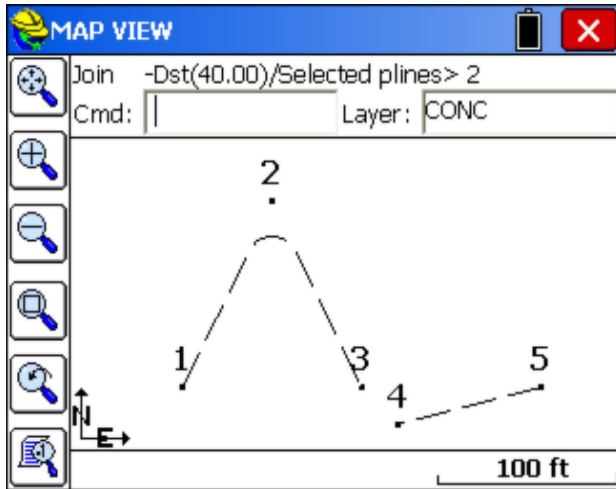 MAP VIEW
Join -Dst(40.00)/Selected plines> 2
Cmd: Layer: CONC
2
1 3 5
4
N
E
100 ft